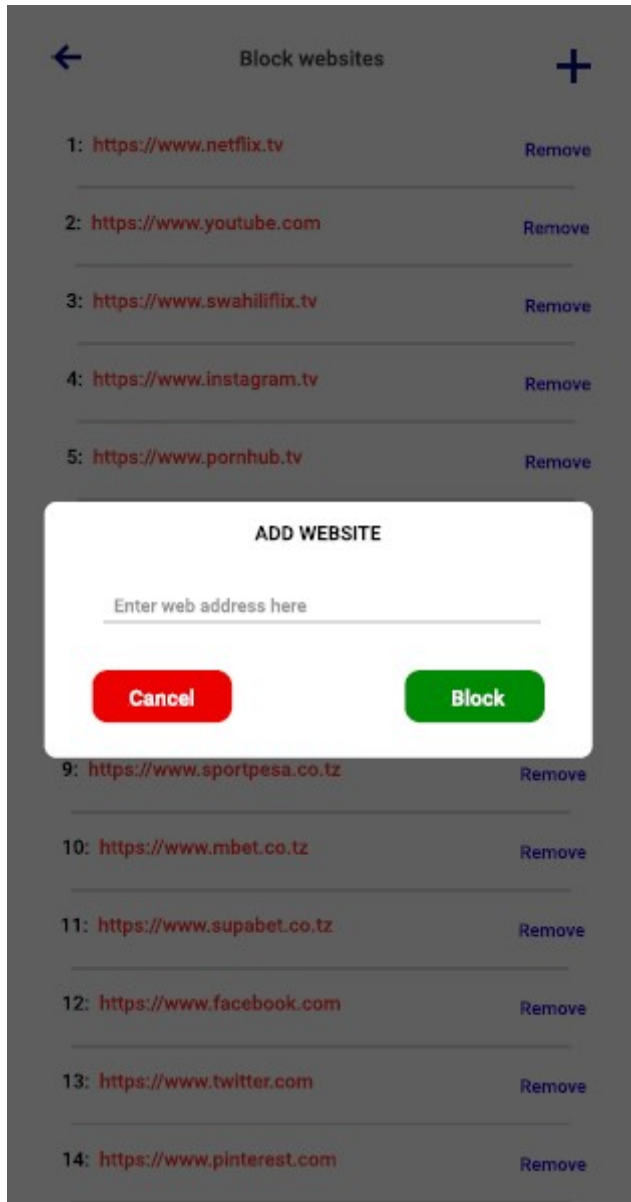 Block websites
1: https://www.netflix.tv Remove
2: https://www.youtube.com Remove
3: https://www.swahiliflix.tv Remove
4: https://www.instagram.tv Remove
5: https://www.pornhub.tv Remove
ADD WEBSITE
Enter web address here
Cancel Block
9: https://www.sportpesa.co.tz Remove
10: https://www.mbet.co.tz Remove
11: https://www.supabet.co.tz Remove
12: https://www.facebook.com Remove
13: https://www.twitter.com Remove
14: https://www.pinterest.com Remove